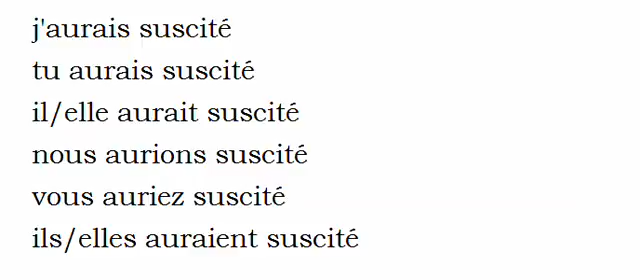 j'aurais suscité
tu aurais suscité
il/elle aurait suscité
nous aurions suscité
vous auriez suscité
ils/elles auraient suscité